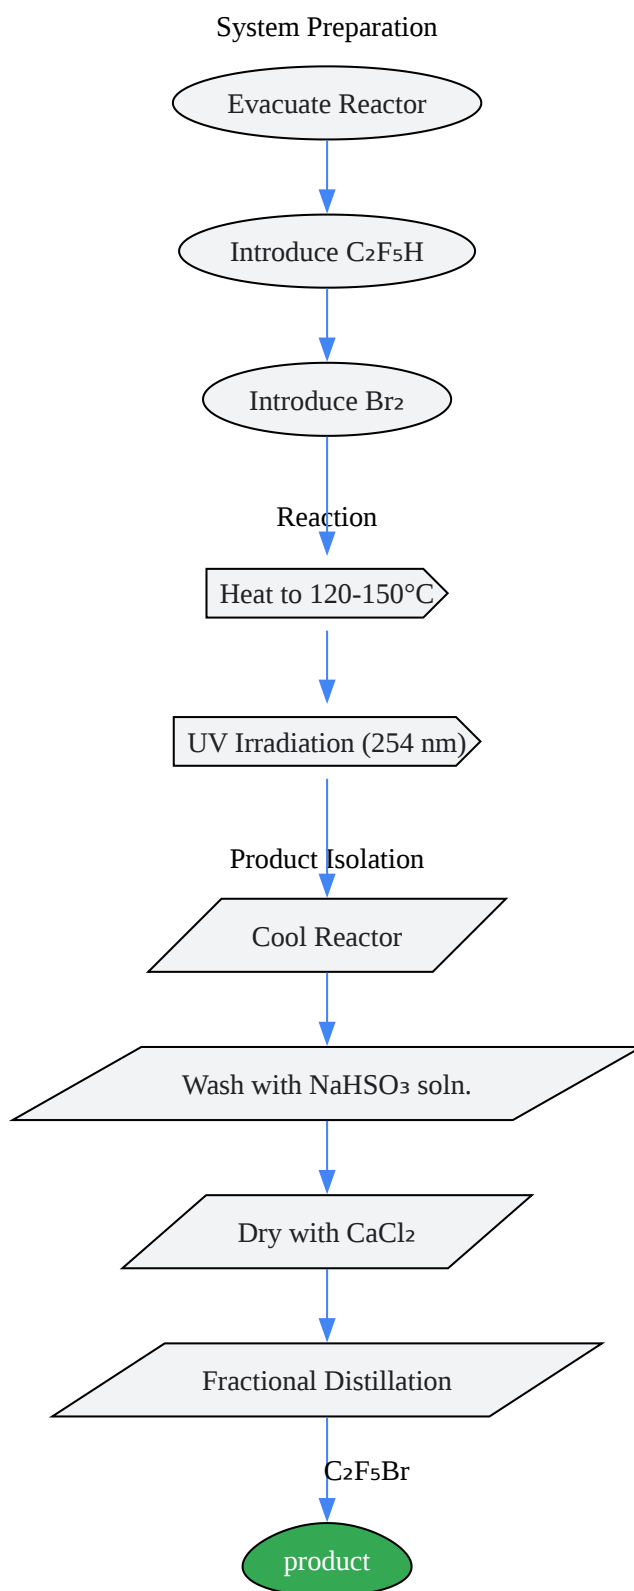 System Preparation
Evacuate Reactor
Introduce C₂F₅H
Introduce Br₂
Reaction
Heat to 120-150°C
UV Irradiation (254 nm)
Product Isolation
Cool Reactor
Wash with NaHSO₃ soln.
Dry with CaCl₂
Fractional Distillation
C₂F₅Br
product